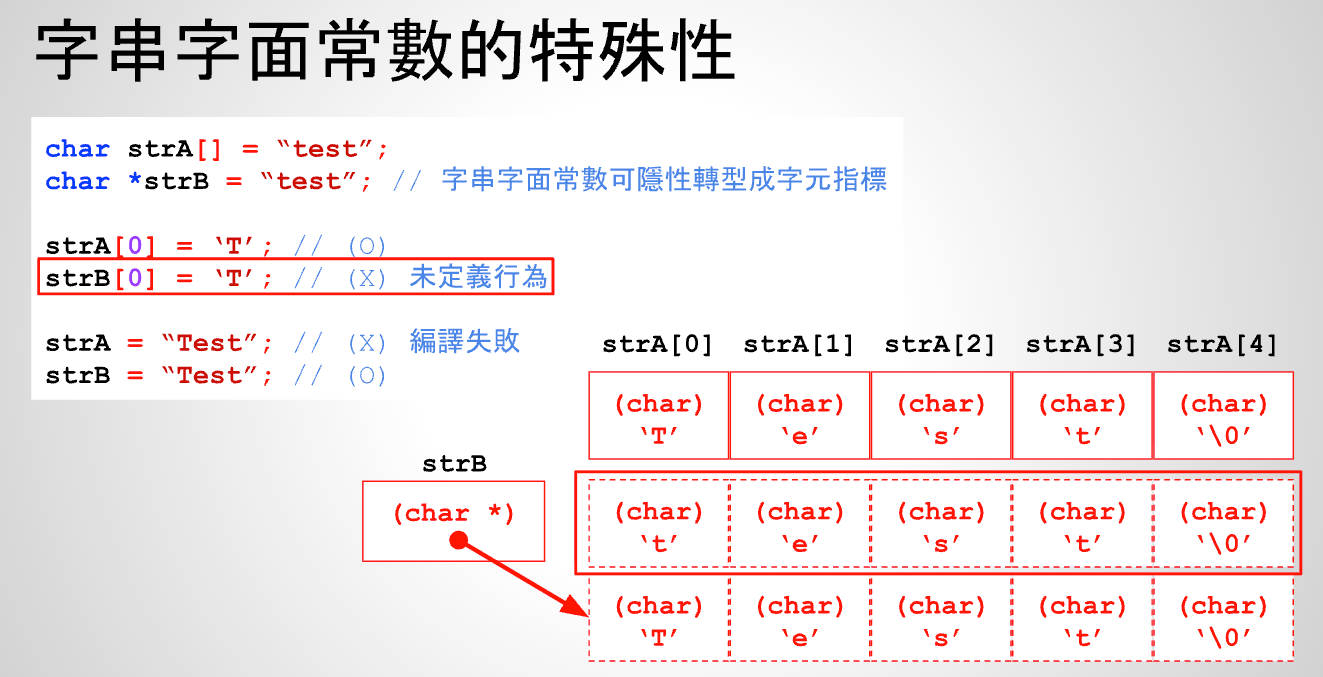 字串字面常數的特殊性
char strA[] = “test”;
char *strB = “test”; // 字串字面常數可隱性轉型成字元指標
strA[0] = ‘T’; // (O)
strB[0] = ‘T’; // (X) 未定義行為
strA = “Test”; // (X) 編譯失敗
strB = “Test”; // (O)
strA[0] strA[1] strA[2] strA[3] strA[4]
(char) (char) (char) (char) (char)
‘T’ ‘e’ ‘s’ ‘t’ ‘\0’
strB
(char *)
(char) (char) (char) (char) (char)
‘t’ ‘e’ ‘s’ ‘t’ ‘\0’
(char) (char) (char) (char) (char)
‘T’ ‘e’ ‘s’ ‘t’ ‘\0’